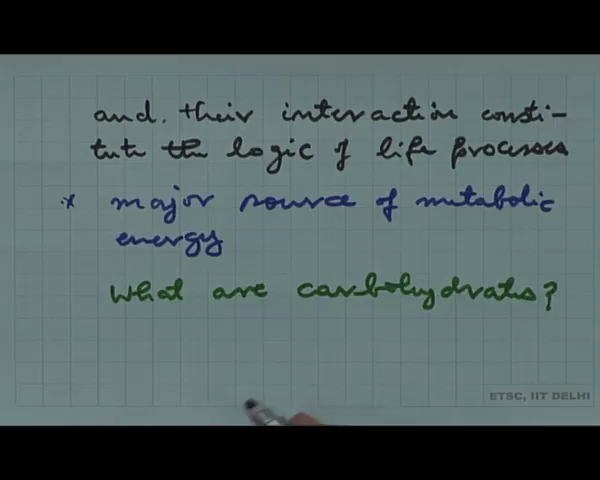 and. their interaction consti-
tute the logic of life processes
* major source of metabolic
energy
What are carbohydrates?
ETSC, IIT DELHI